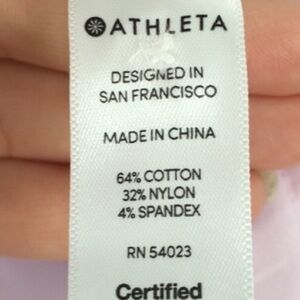 ATHLETA
DESIGNED IN
SAN FRANCISCO
MADE IN CHINA
64% COTTON
32% NYLON
4% SPANDEX
RN 54023
Certified